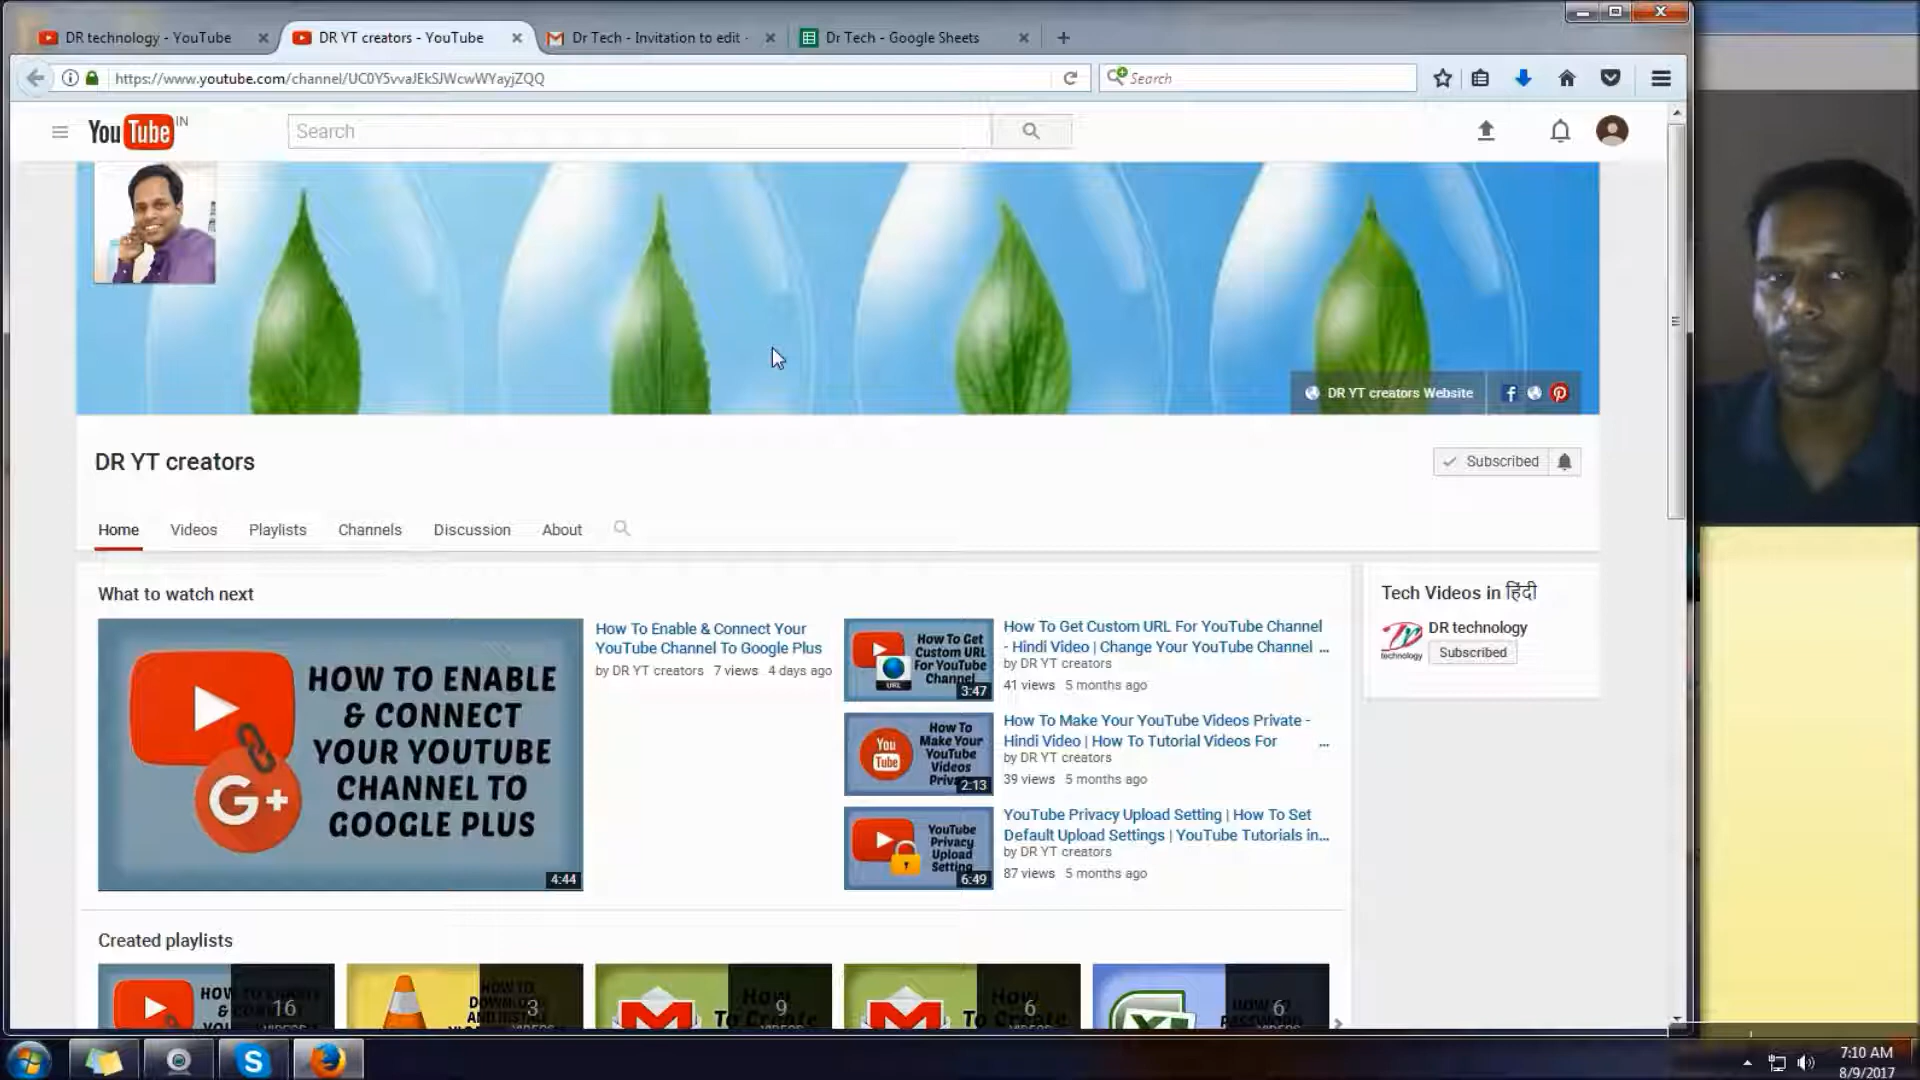 DR technology - YouTube
DR YT creators - YouTube
Dr Tech - Invitation to edit -
Dr Tech - Google Sheets
https://www.youtube.com/channel/UC0Y5vvaJEkSJWcwWYayjZQQ
Search
YouTube IN
Search
DR YT creators Website
DR YT creators
Subscribed
Home
Videos
Playlists
Channels
Discussion
About
What to watch next
HOW TO ENABLE
& CONNECT
YOUR YOUTUBE
CHANNEL TO
GOOGLE PLUS
G+
4:44
How To Enable & Connect Your
YouTube Channel To Google Plus
by DR YT creators 7 views 4 days ago
How To Get
Custom URL
For YouTube
Channel
URL
3:47
How To Get Custom URL For YouTube Channel
- Hindi Video | Change Your YouTube Channel ...
by DR YT creators
41 views 5 months ago
You
Tube
How To
Make Your
YouTube
Videos
2:13
How To Make Your YouTube Videos Private -
Hindi Video | How To Tutorial Videos For ...
by DR YT creators
39 views 5 months ago
YouTube
Privacy
Upload
Setting
6:49
YouTube Privacy Upload Setting | How To Set
Default Upload Settings | YouTube Tutorials in...
by DR YT creators
87 views 5 months ago
Tech Videos in हिंदी
technology
DR technology
Subscribed
Created playlists
16
3
9
6
6
7:10 AM
8/9/2017